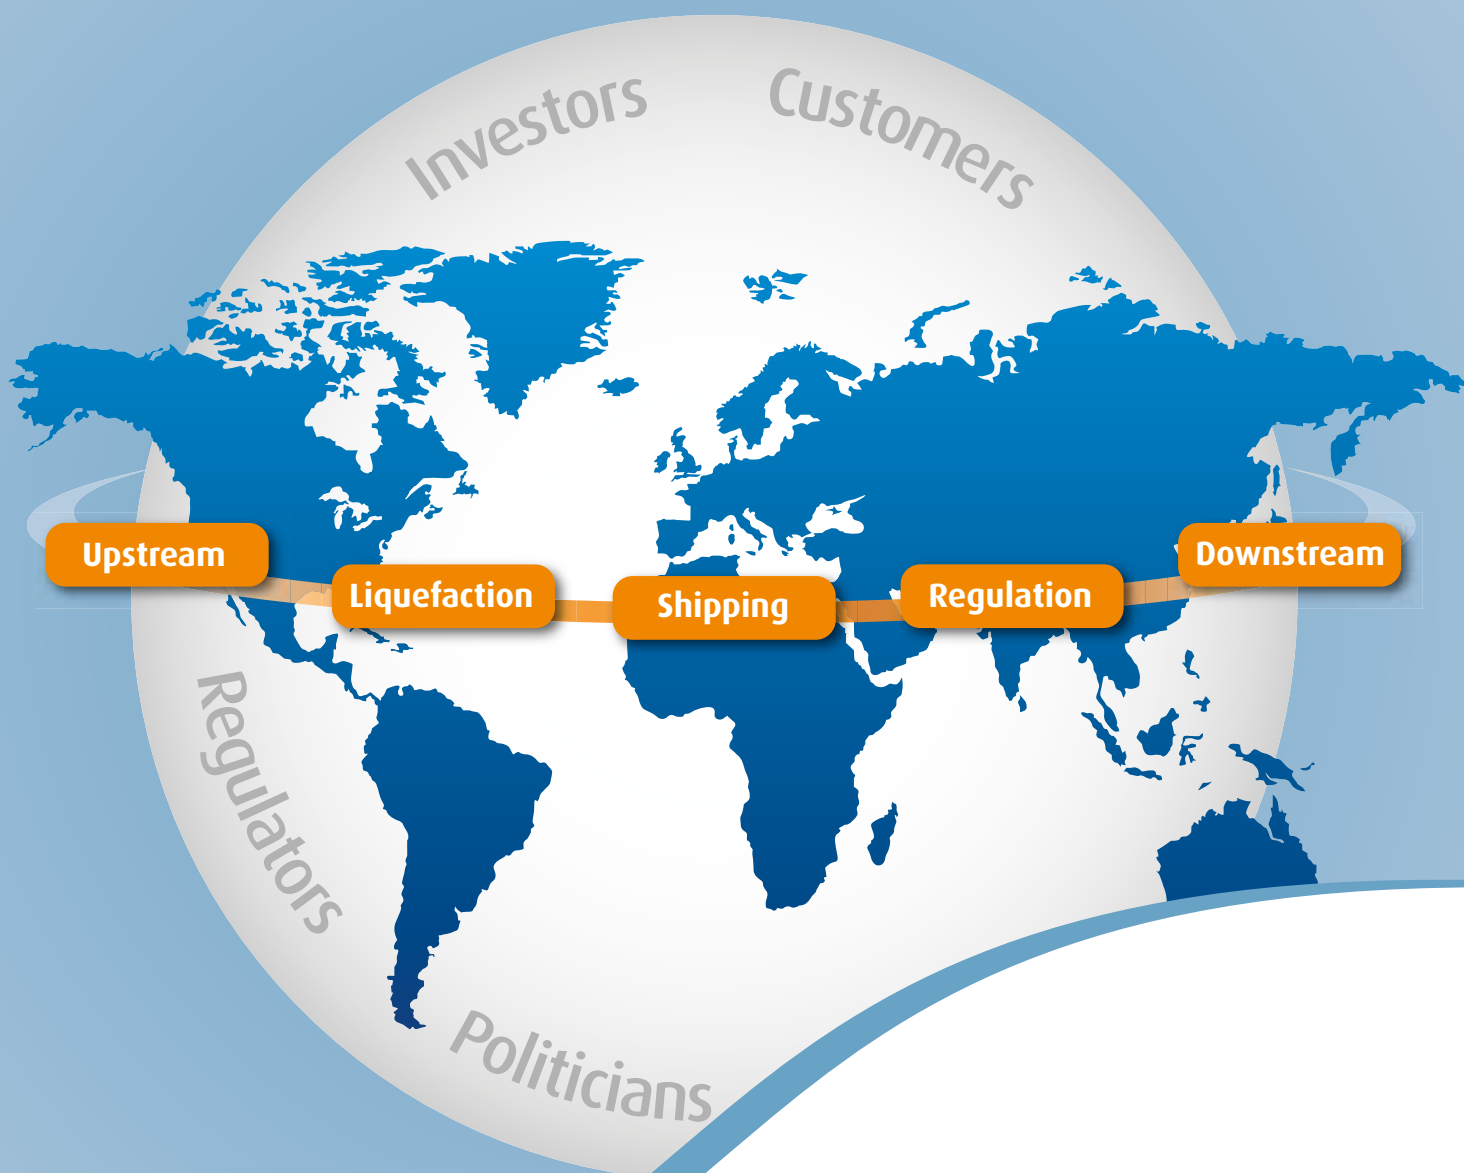 Investors
Customers
Upstream
Liquefaction
Shipping
Regulation
Downstream
Regulators
Politicians